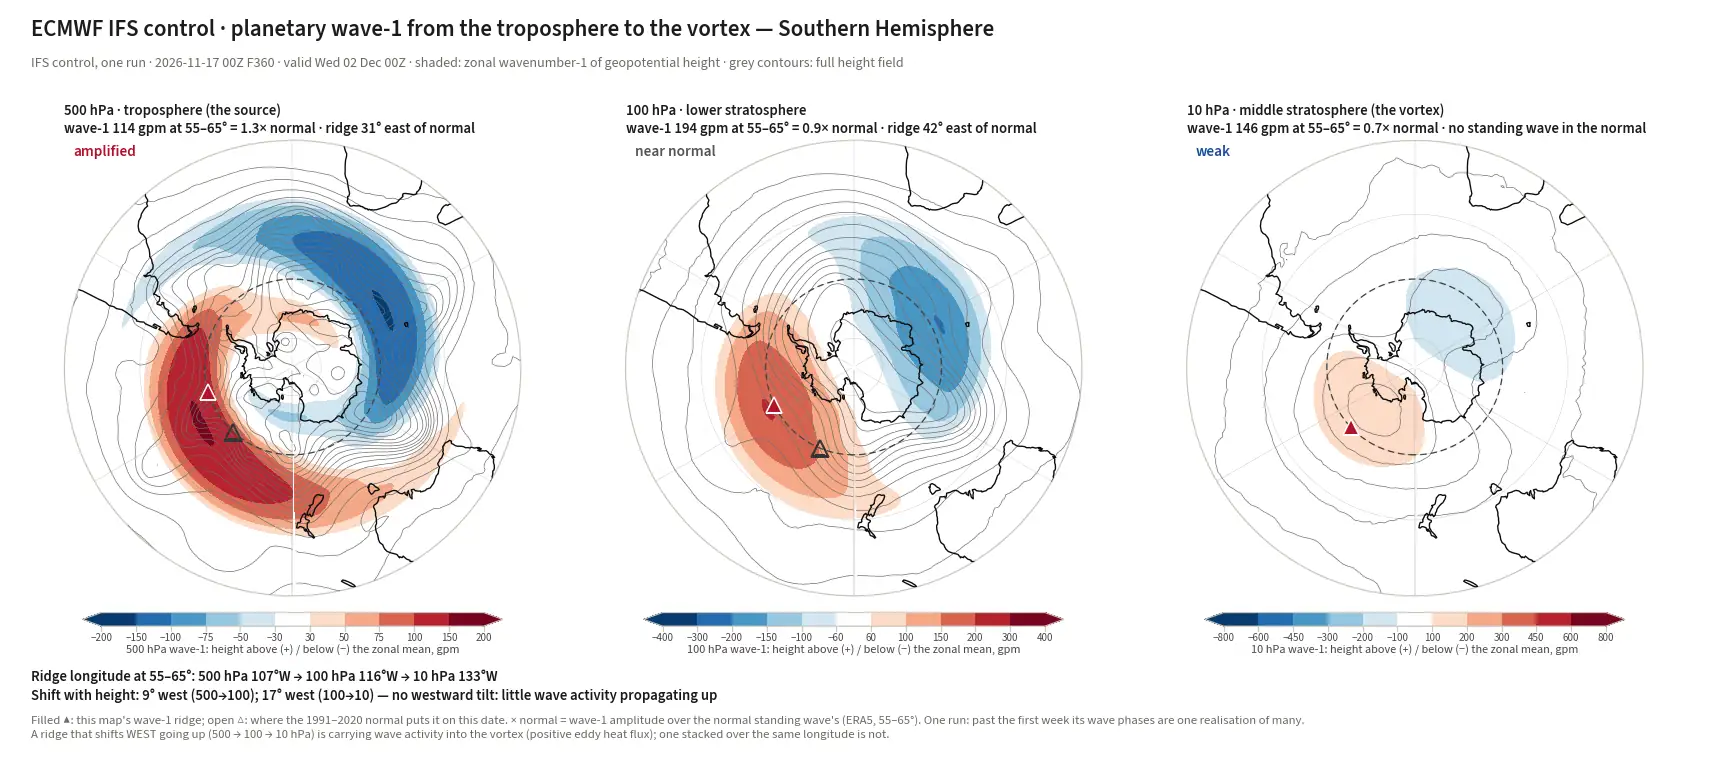 ECMWF IFS control · planetary wave-1 from the troposphere to the vortex — Southern Hemisphere
IFS control, one run · 2026-11-17 00Z F360 · valid Wed 02 Dec 00Z · shaded: zonal wavenumber-1 of geopotential height · grey contours: full height field
500 hPa · troposphere (the source)
wave-1 114 gpm at 55–65° = 1.3× normal · ridge 31° east of normal
amplified
100 hPa · lower stratosphere
wave-1 194 gpm at 55–65° = 0.9× normal · ridge 42° east of normal
near normal
10 hPa · middle stratosphere (the vortex)
wave-1 146 gpm at 55–65° = 0.7× normal · no standing wave in the normal
weak
−200 −150 −100 −75 −50 −30 30 50 75 100 150 200
500 hPa wave-1: height above (+) / below (−) the zonal mean, gpm
−400 −300 −200 −150 −100 −60 60 100 150 200 300 400
100 hPa wave-1: height above (+) / below (−) the zonal mean, gpm
−800 −600 −450 −300 −200 −100 100 200 300 450 600 800
10 hPa wave-1: height above (+) / below (−) the zonal mean, gpm
Ridge longitude at 55–65°: 500 hPa 107°W → 100 hPa 116°W → 10 hPa 133°W
Shift with height: 9° west (500→100); 17° west (100→10) — no westward tilt: little wave activity propagating up
Filled ▲: this map's wave-1 ridge; open △: where the 1991–2020 normal puts it on this date. × normal = wave-1 amplitude over the normal standing wave's (ERA5, 55–65°). One run: past the first week its wave phases are one realisation of many.
A ridge that shifts WEST going up (500 → 100 → 10 hPa) is carrying wave activity into the vortex (positive eddy heat flux); one stacked over the same longitude is not.